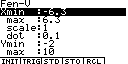 Fen-V
Xmin :-6.3
max :6.3
scale:1
dot :0.1
Ymin :-2
max :10
INIT TRIG STD STO RCL